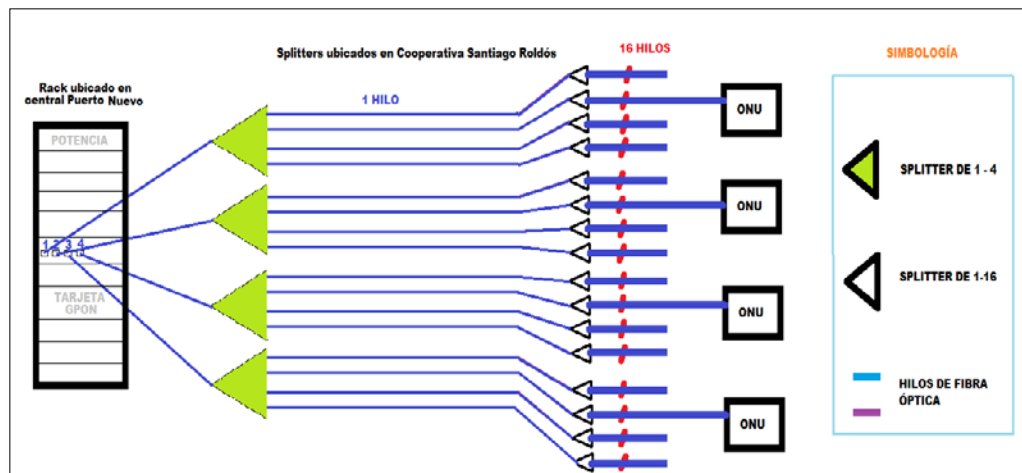 Splitters ubicados en Cooperativa Santiago Roldós
16 HILOS
SIMBOLOGÍA
Rack ubicado en
central Puerto Nuevo
1 HILO
POTENCIA
1 2 3 4
TARJETA
GPON
ONU
ONU
ONU
ONU
SPLITTER DE 1 - 4
SPLITTER DE 1-16
HILOS DE FIBRA
ÓPTICA